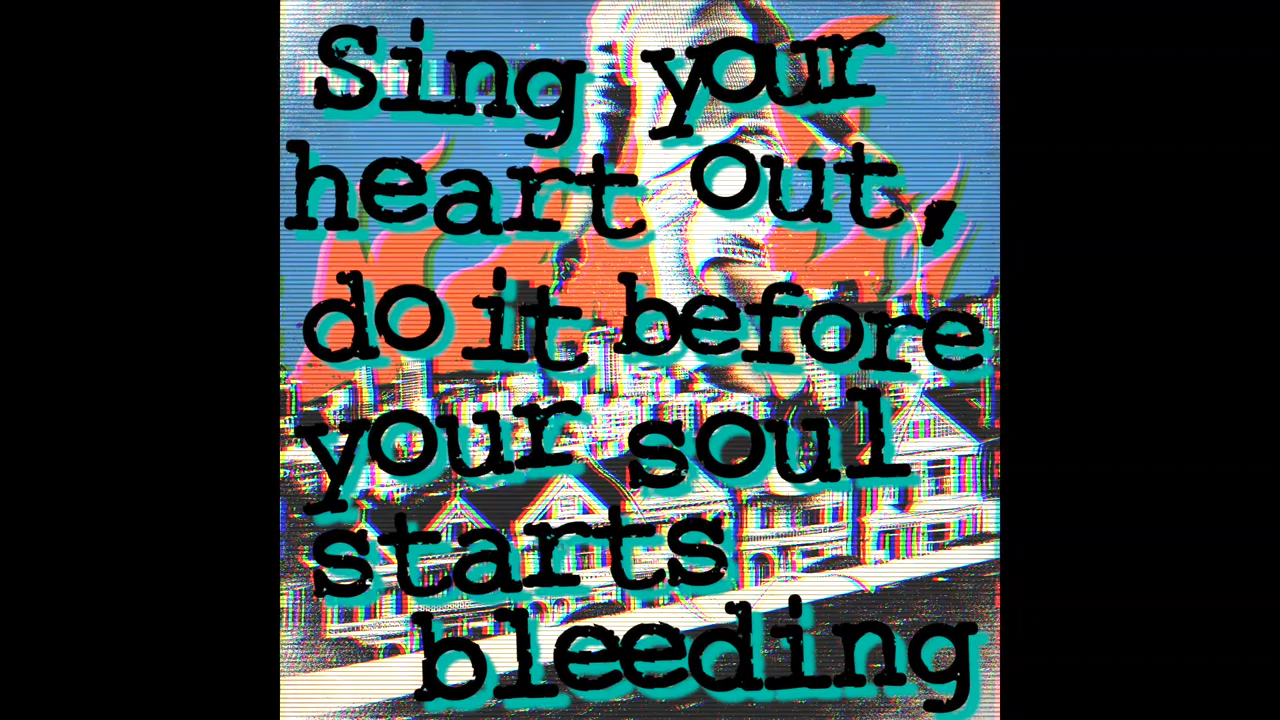 Sing your
heart out,
do it before
your soul
starts
bleeding